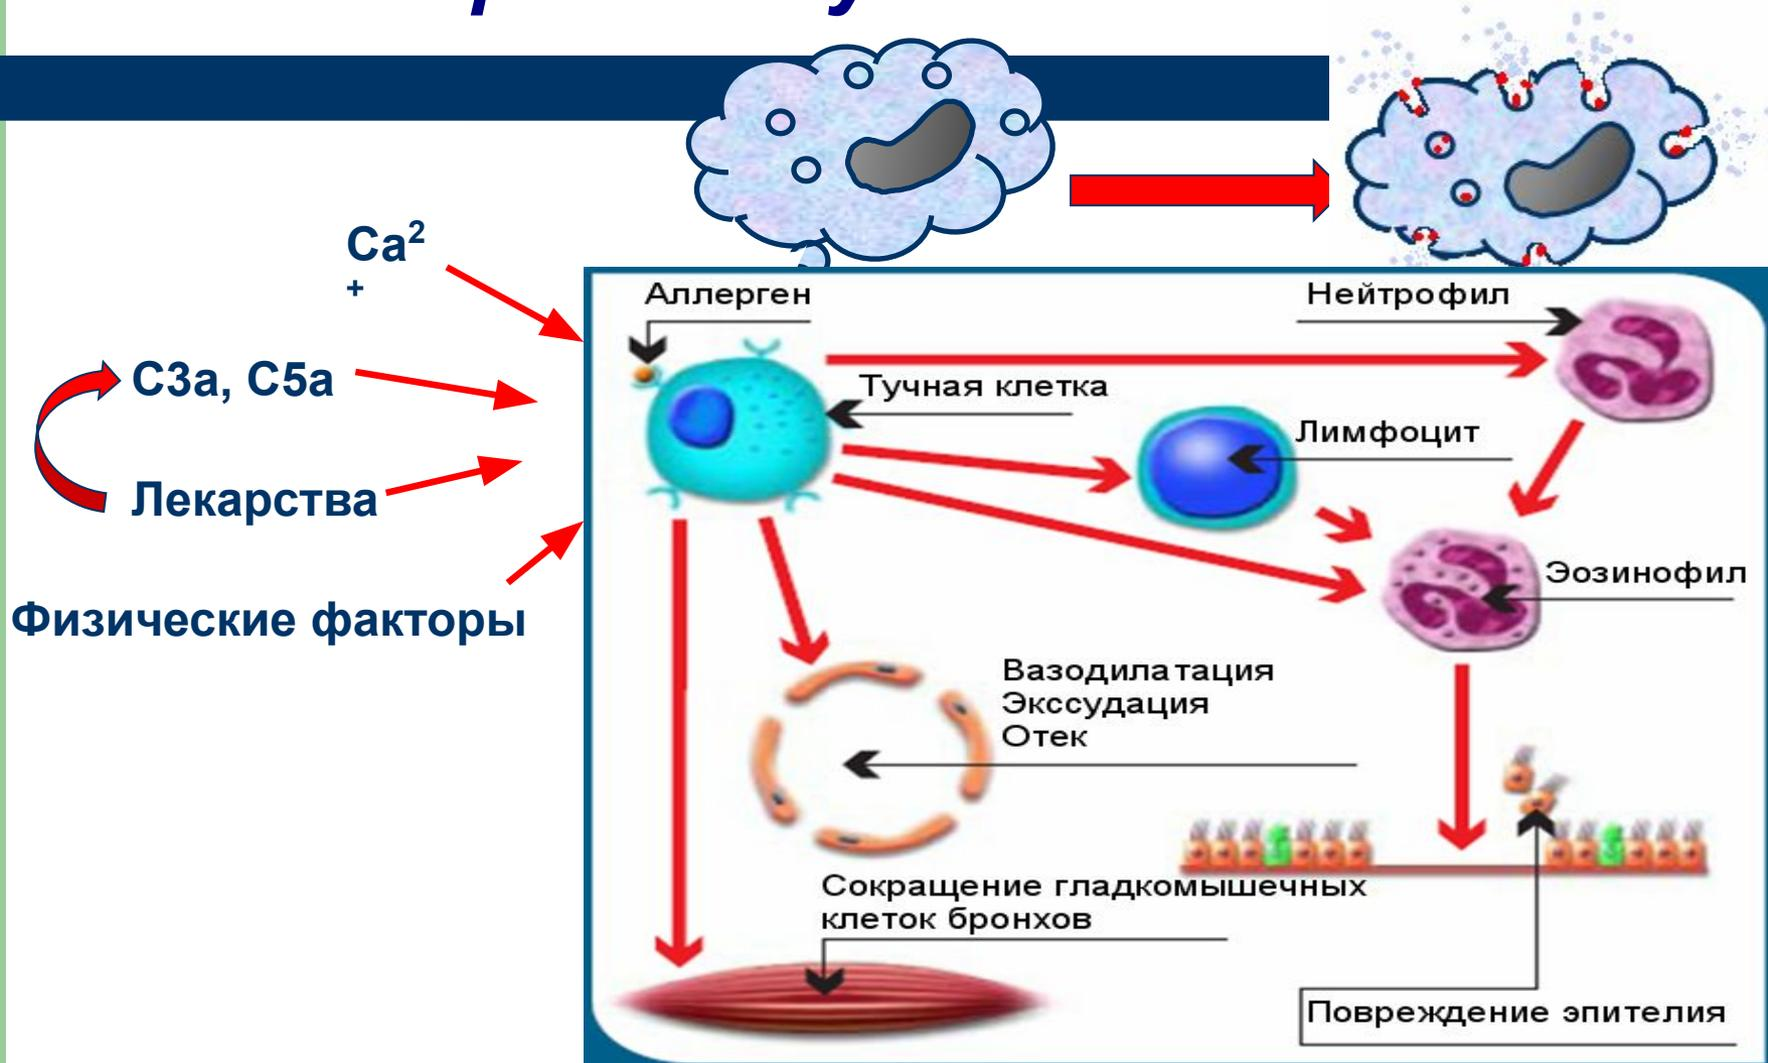 Ca²
+
C3a, C5a
Лекарства
Физические факторы
Аллерген
Нейтрофил
Тучная клетка
Лимфоцит
Эозинофил
Вазодилатация
Экссудация
Отек
Сокращение гладкомышечных
клеток бронхов
Повреждение эпителия